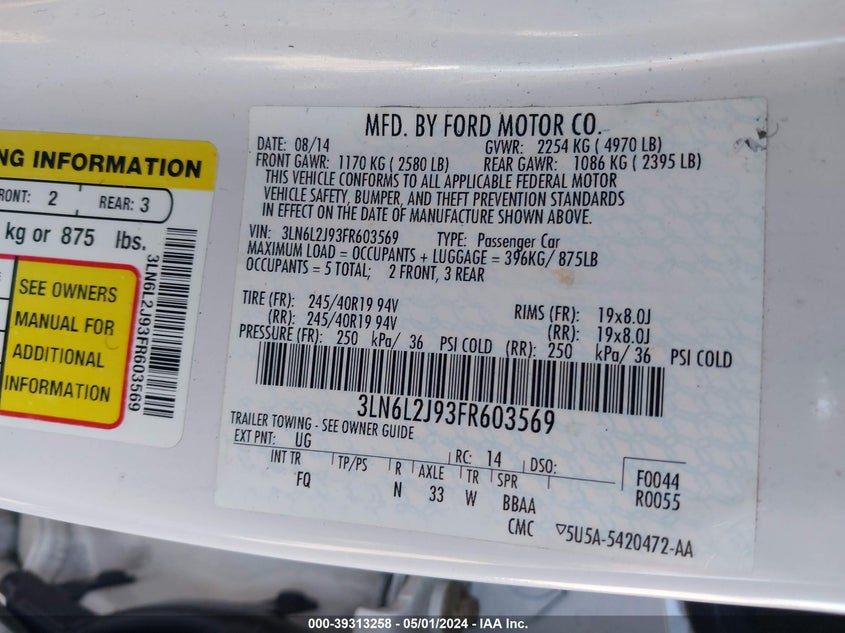 NG INFORMATION
RONT: 2 REAR: 3
kg or 875 lbs.
SEE OWNERS
MANUAL FOR
ADDITIONAL
INFORMATION
3LN6L2J93FR603569
MFD. BY FORD MOTOR CO.
DATE: 08/14 GVWR: 2254 KG ( 4970 LB)
FRONT GAWR: 1170 KG ( 2580 LB) REAR GAWR: 1086 KG ( 2395 LB)
THIS VEHICLE CONFORMS TO ALL APPLICABLE FEDERAL MOTOR
VEHICLE SAFETY, BUMPER, AND THEFT PREVENTION STANDARDS
IN EFFECT ON THE DATE OF MANUFACTURE SHOWN ABOVE.
VIN: 3LN6L2J93FR603569 TYPE: Passenger Car
MAXIMUM LOAD = OCCUPANTS + LUGGAGE = 396KG/ 875LB
OCCUPANTS = 5 TOTAL; 2 FRONT, 3 REAR
TIRE (FR): 245/40R19 94V RIMS (FR): 19x8.0J
(RR): 245/40R19 94V (RR): 19x8.0J
PRESSURE (FR): 250 kPa/ 36 PSI COLD (RR): 250 kPa/ 36 PSI COLD
3LN6L2J93FR603569
TRAILER TOWING - SEE OWNER GUIDE
EXT PNT: UG RC: 14 DSO: F0044
INT TR TP/PS R AXLE TR SPR R0055
FQ N 33 W BBAA
CMC ▽5U5A-5420472-AA
000-39313258 - 05/01/2024 - IAA Inc.